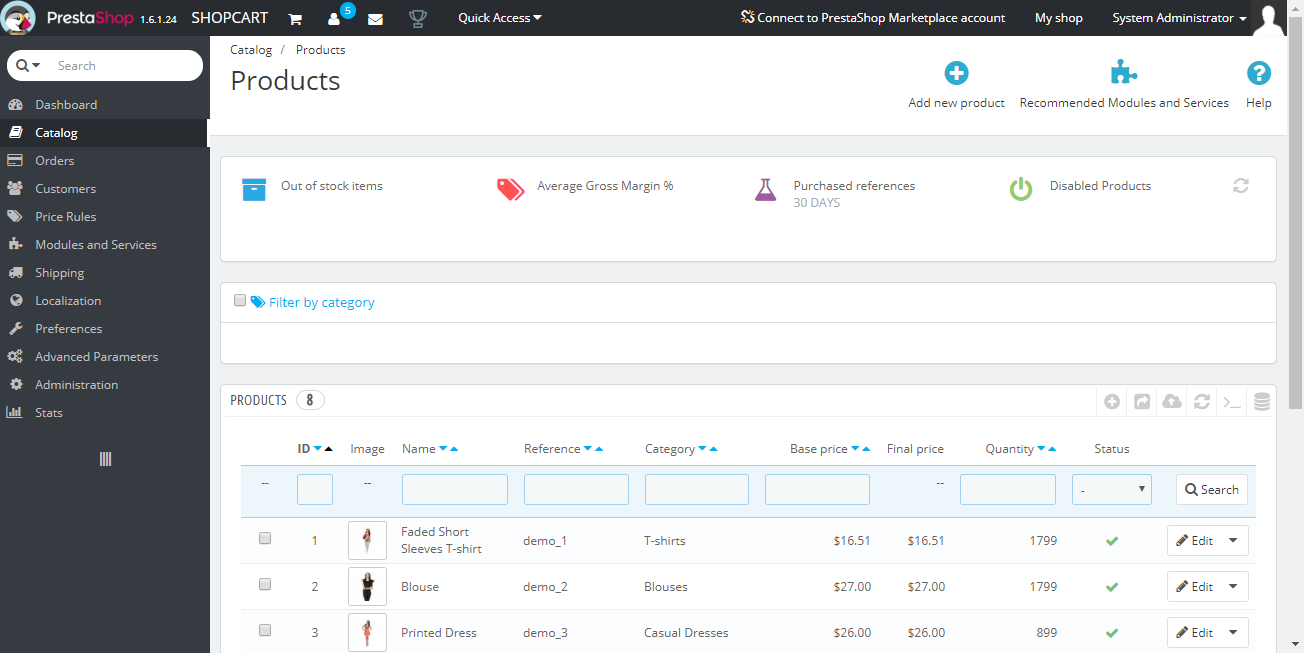 PrestaShop 1.6.1.24 SHOPCART 5 Quick Access Connect to PrestaShop Marketplace account My shop System Administrator
Search
Dashboard
Catalog
Orders
Customers
Price Rules
Modules and Services
Shipping
Localization
Preferences
Advanced Parameters
Administration
Stats
Catalog / Products
Products
Add new product Recommended Modules and Services Help
Out of stock items Average Gross Margin % Purchased references Disabled Products
30 DAYS
Filter by category
PRODUCTS 8
ID Image Name Reference Category Base price Final price Quantity Status
-- -- -- - Search
1 Faded Short Sleeves T-shirt demo_1 T-shirts $16.51 $16.51 1799 Edit
2 Blouse demo_2 Blouses $27.00 $27.00 1799 Edit
3 Printed Dress demo_3 Casual Dresses $26.00 $26.00 899 Edit